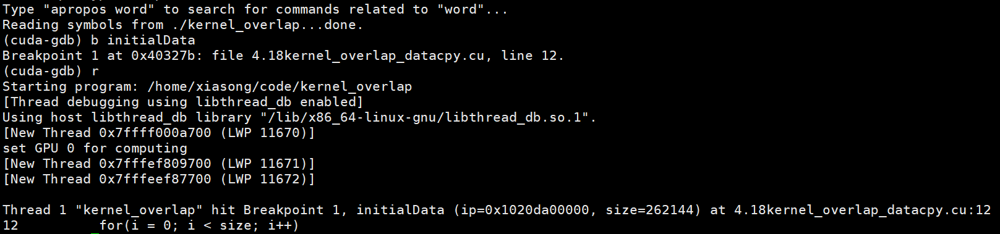 Type "apropos word" to search for commands related to "word"...
Reading symbols from ./kernel_overlap...done.
(cuda-gdb) b initialData
Breakpoint 1 at 0x40327b: file 4.18kernel_overlap_datacpy.cu, line 12.
(cuda-gdb) r
Starting program: /home/xiasong/code/kernel_overlap
[Thread debugging using libthread_db enabled]
Using host libthread_db library "/lib/x86_64-linux-gnu/libthread_db.so.1".
[New Thread 0x7ffff000a700 (LWP 11670)]
set GPU 0 for computing
[New Thread 0x7fffef809700 (LWP 11671)]
[New Thread 0x7fffeef87700 (LWP 11672)]
Thread 1 "kernel_overlap" hit Breakpoint 1, initialData (ip=0x1020da00000, size=262144) at 4.18kernel_overlap_datacpy.cu:12
12          for(i = 0; i < size; i++)